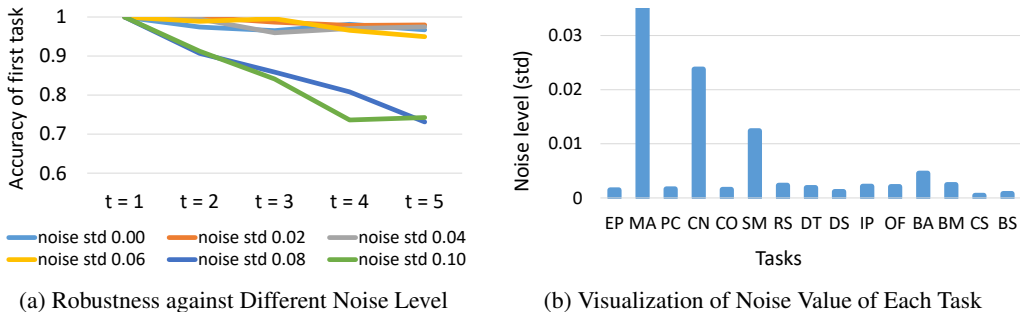 Accuracy of first task
1
0.9
0.8
0.7
0.6
t = 1 t = 2 t = 3 t = 4 t = 5
noise std 0.00 noise std 0.02 noise std 0.04
noise std 0.06 noise std 0.08 noise std 0.10
(a) Robustness against Different Noise Level
Noise level (std)
0.03
0.02
0.01
0
EP MA PC CN CO SM RS DT DS IP OF BA BM CS BS
Tasks
(b) Visualization of Noise Value of Each Task